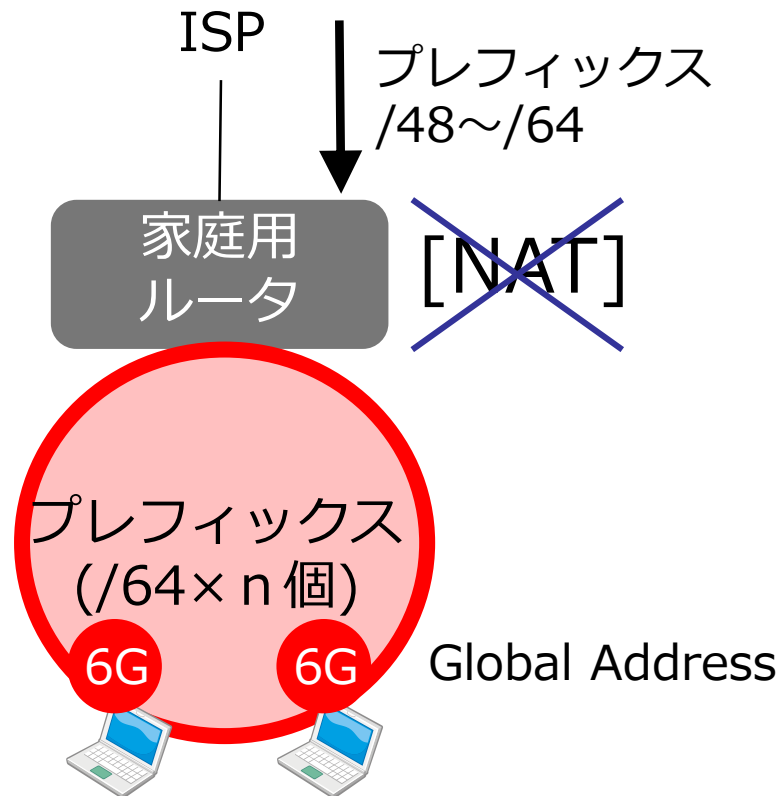 ISP
プレフィックス
/48～/64
家庭用
ルータ
[NAT]
プレフィックス
(/64×ｎ個)
6G
6G
Global Address